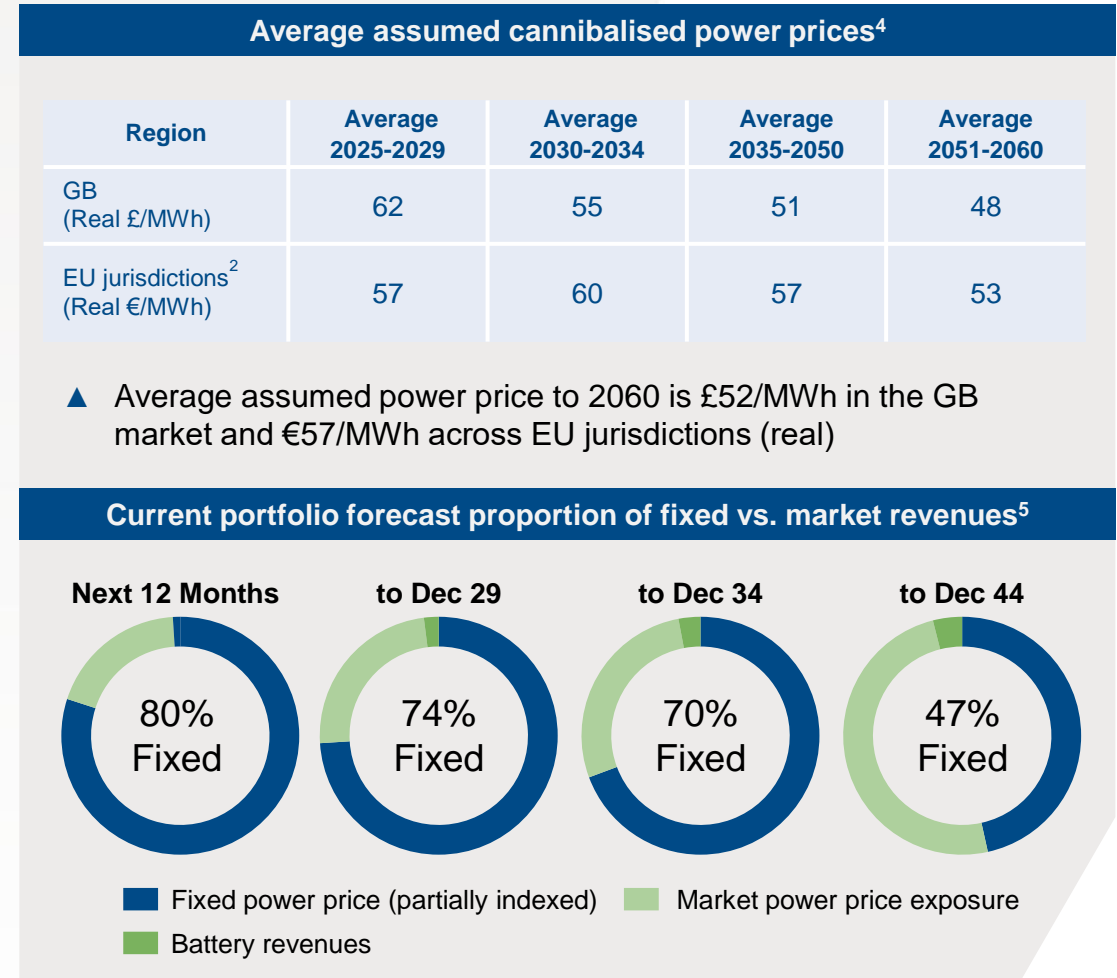 Average assumed cannibalised power prices4
Region
Average
2025-2029
Average
2030-2034
Average
2035-2050
Average
2051-2060
GB
(Real £/MWh)
62
55
51
48
EU jurisdictions2
(Real €/MWh)
57
60
57
53
▲ Average assumed power price to 2060 is £52/MWh in the GB
market and €57/MWh across EU jurisdictions (real)
Current portfolio forecast proportion of fixed vs. market revenues5
Next 12 Months
to Dec 29
to Dec 34
to Dec 44
80%
Fixed
74%
Fixed
70%
Fixed
47%
Fixed
Fixed power price (partially indexed)
Market power price exposure
Battery revenues